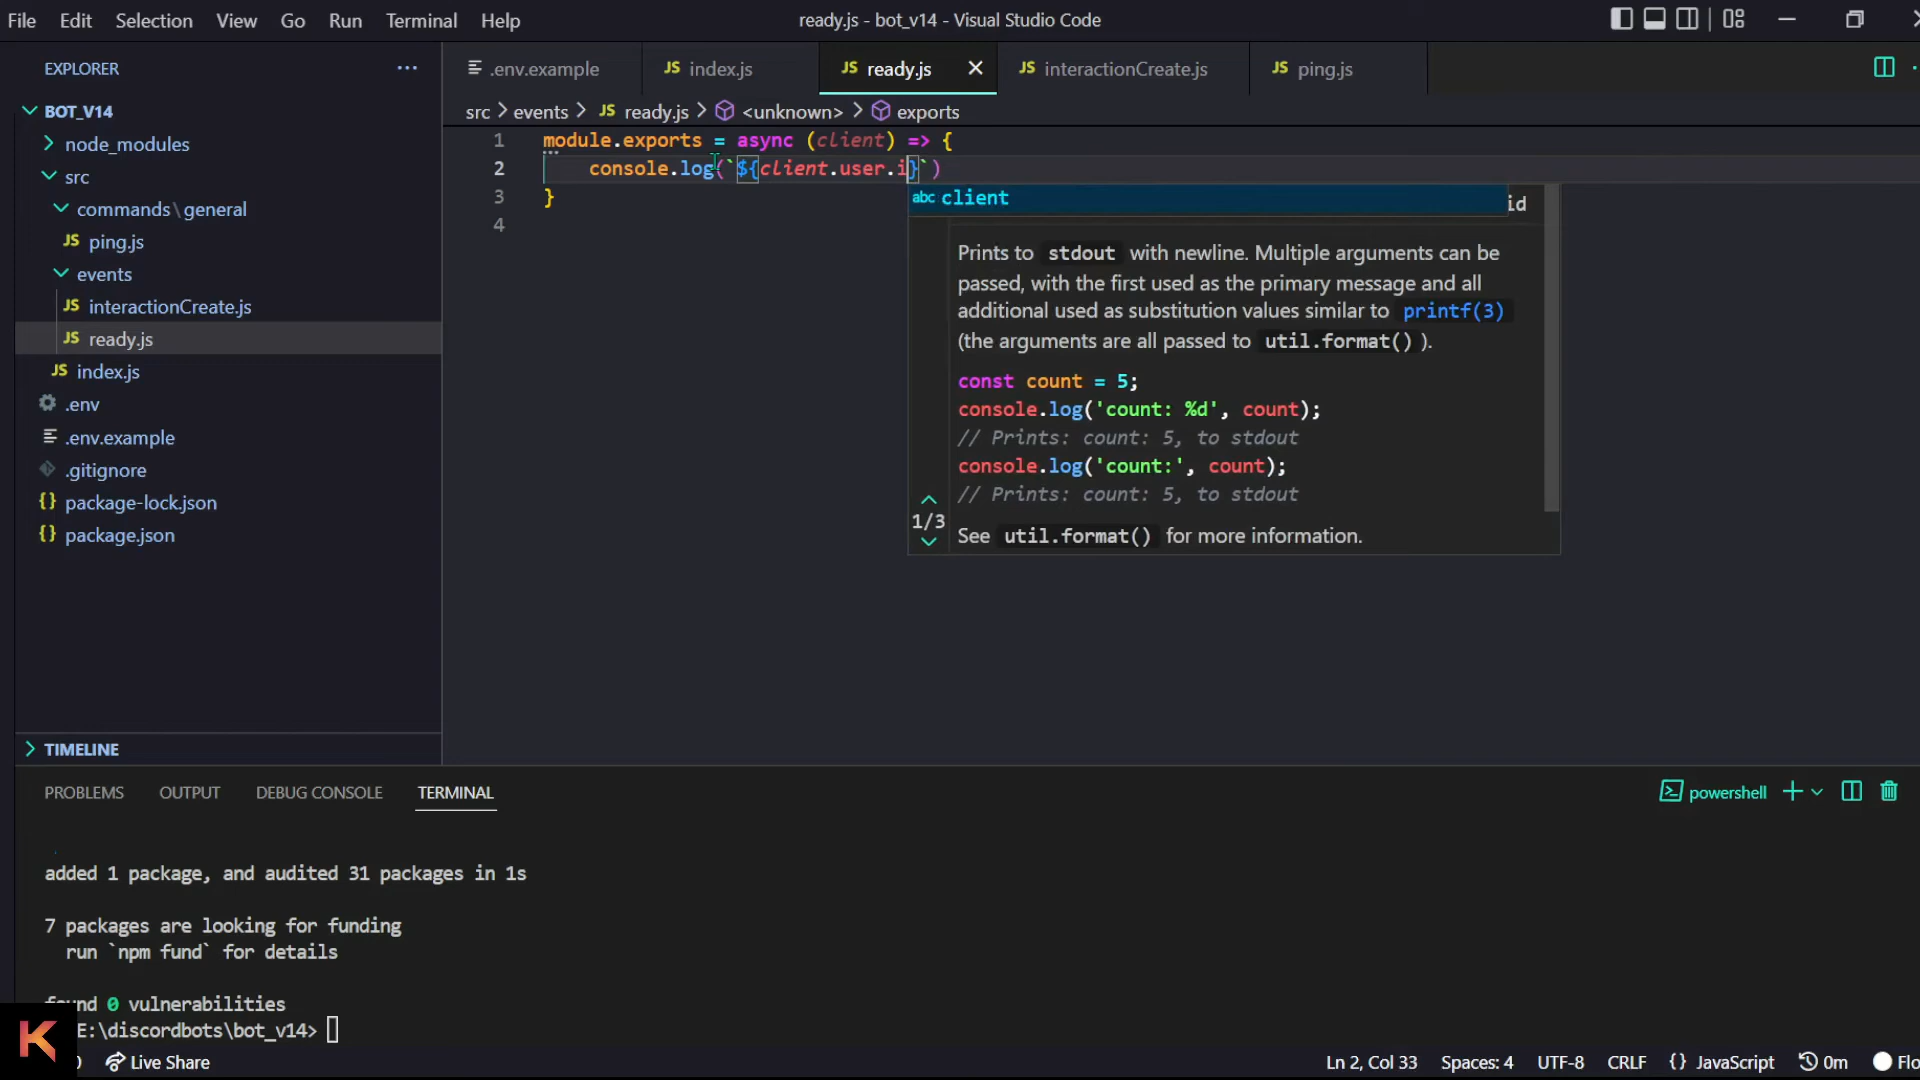 File Edit Selection View Go Run Terminal Help
ready.js - bot_v14 - Visual Studio Code
EXPLORER ···
BOT_V14
node_modules
src
commands\general
JS ping.js
events
JS interactionCreate.js
JS ready.js
JS index.js
.env
.env.example
.gitignore
{} package-lock.json
{} package.json
TIMELINE
.env.example
JS index.js
JS ready.js
JS interactionCreate.js
JS ping.js
src > events > JS ready.js > <unknown> > exports
1 module.exports = async (client) => {
2 console.log(`${client.user.i}`)
3 }
4
abc client
id
Prints to stdout with newline. Multiple arguments can be
passed, with the first used as the primary message and all
additional used as substitution values similar to printf(3)
(the arguments are all passed to util.format() ).
const count = 5;
console.log('count: %d', count);
// Prints: count: 5, to stdout
console.log('count:', count);
// Prints: count: 5, to stdout
1/3
See util.format() for more information.
PROBLEMS OUTPUT DEBUG CONSOLE TERMINAL
powershell
added 1 package, and audited 31 packages in 1s
7 packages are looking for funding
run `npm fund` for details
found 0 vulnerabilities
E:\discordbots\bot_v14>
K
Live Share
Ln 2, Col 33 Spaces: 4 UTF-8 CRLF {} JavaScript 0m Flo